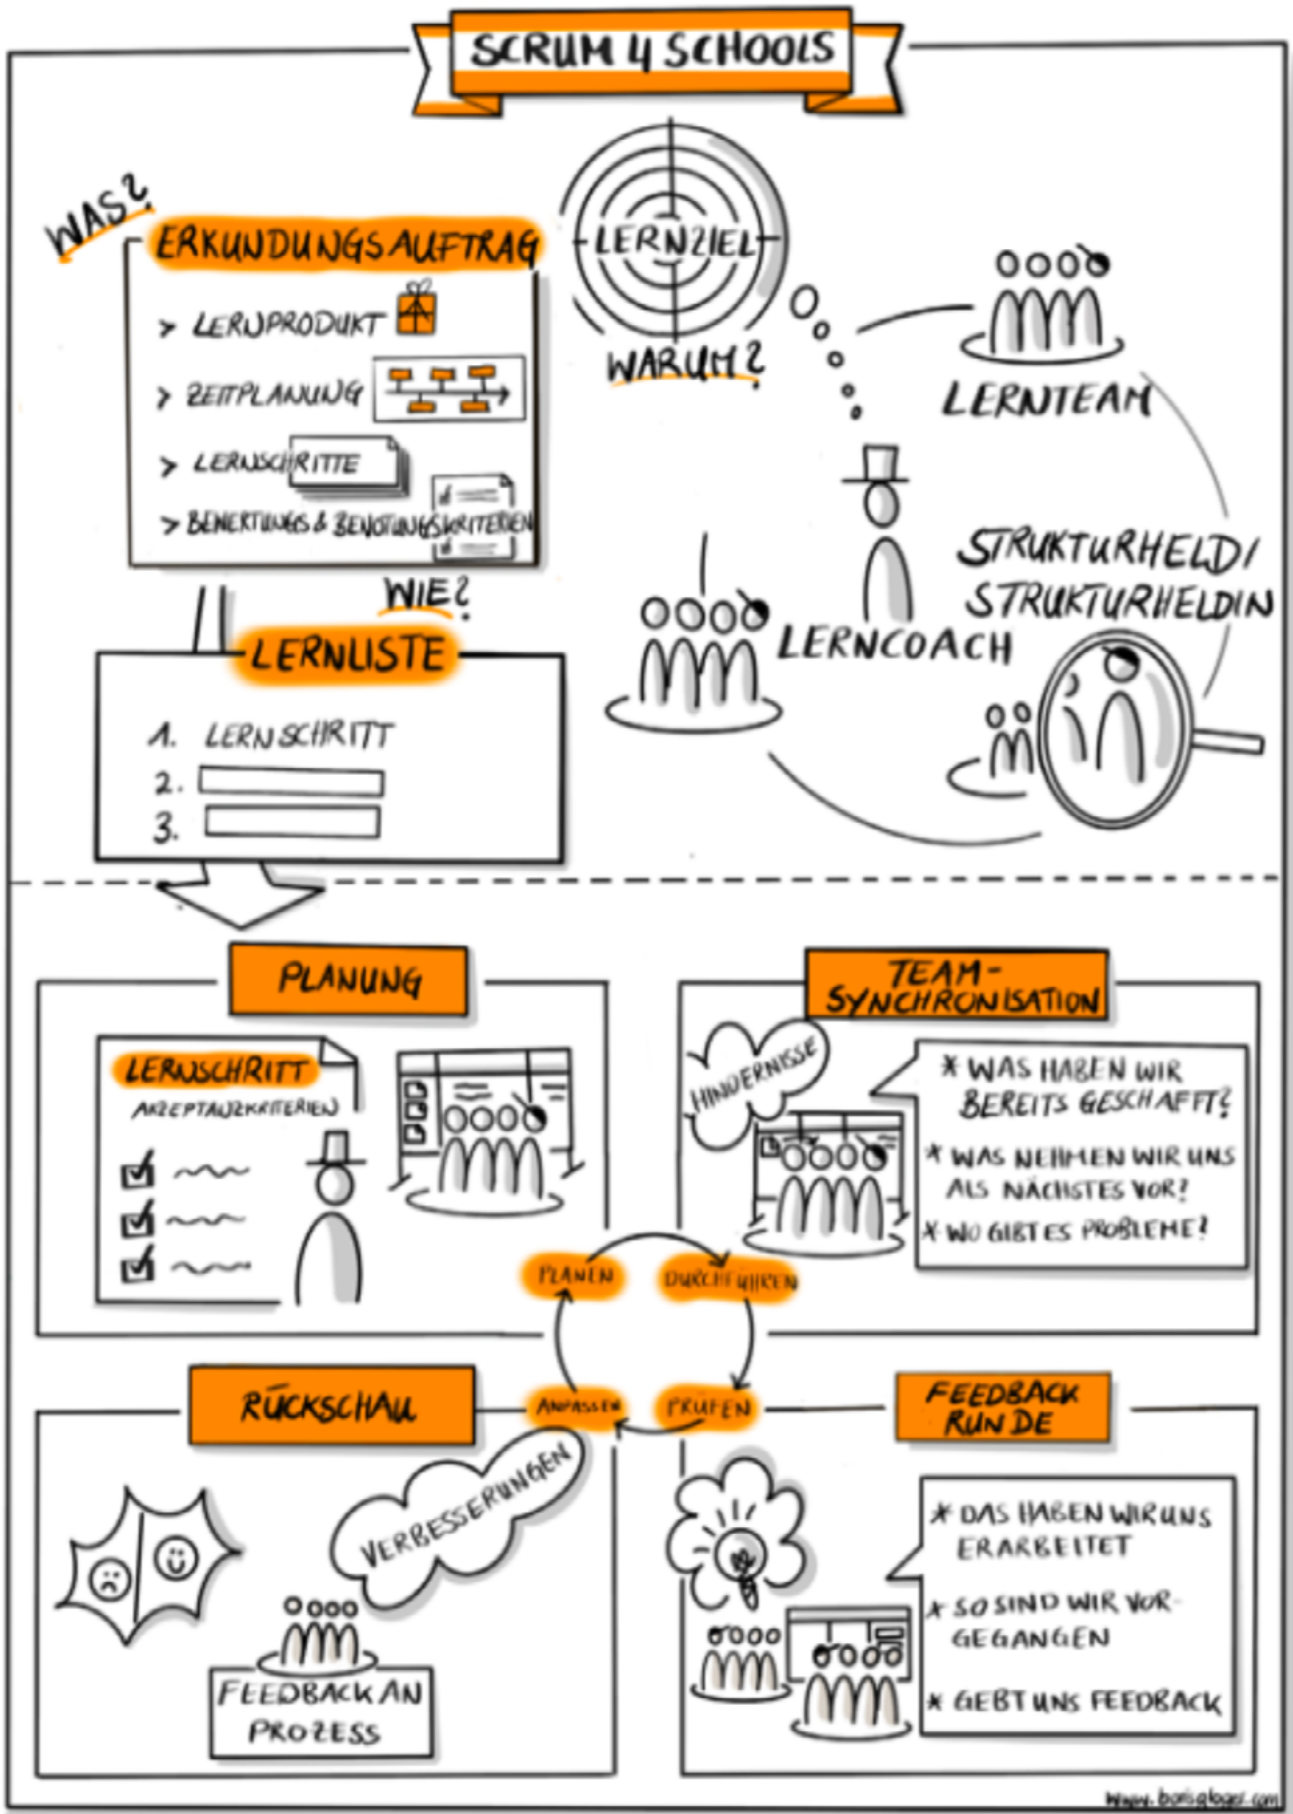 SCRUM 4 SCHOOLS
WAS?
ERKUNDUNGSAUFTRAG
> LERNPRODUKT
> ZEITPLANUNG
> LERNSCHRITTE
> BEWERTUNGS & BENOTUNGSKRITERIEN
LERNZIEL
WARUM?
LERNTEAM
STRUKTURHELD/
STRUKTURHELDIN
LERNCOACH
WIE?
LERNLISTE
1. LERNSCHRITT
2.
3.
PLANUNG
LERNSCHRITT
AKZEPTANZKRITERIEN
TEAM-
SYNCHRONISATION
HINDERNISSE
* WAS HABEN WIR
BEREITS GESCHAFFT?
* WAS NEHMEN WIR UNS
ALS NÄCHSTES VOR?
* WO GIBT ES PROBLEME?
PLANEN
DURCHFÜHREN
ANPASSEN
PRÜFEN
RÜCKSCHAU
VERBESSERUNGEN
FEEDBACK AN
PROZESS
FEEDBACK
RUNDE
* DAS HABEN WIR UNS
ERARBEITET
* SO SIND WIR VOR-
GEGANGEN
* GEBT UNS FEEDBACK
www.borisgloger.com